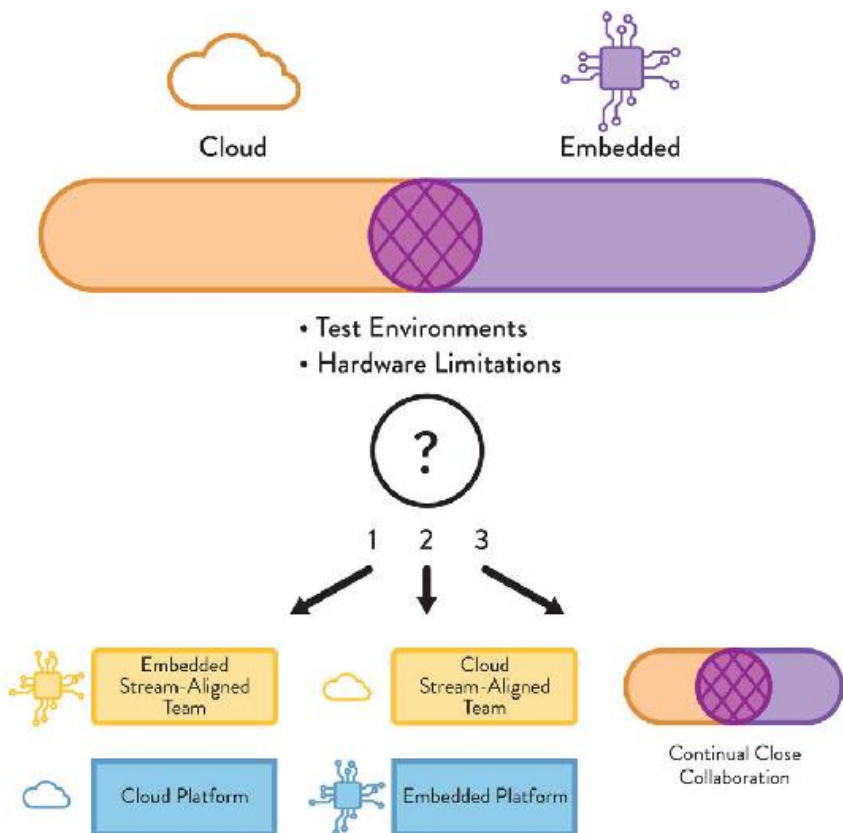 Cloud
Embedded
• Test Environments
• Hardware Limitations
?
1 2 3
Embedded
Stream-Aligned
Team
Cloud
Stream-Aligned
Team
Cloud Platform
Embedded Platform
Continual Close
Collaboration